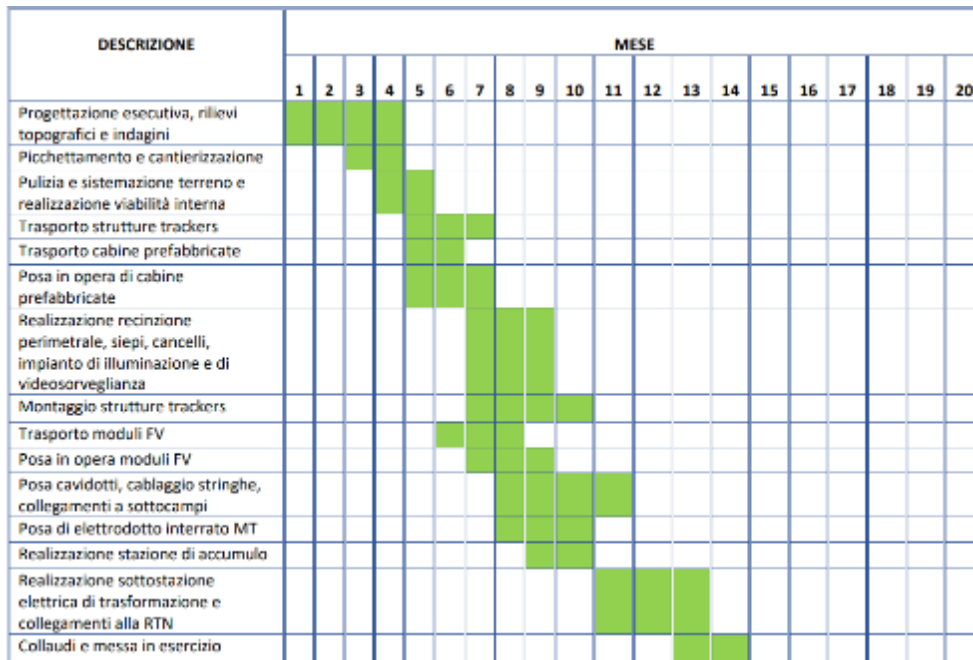 DESCRIZIONE
MESE
1 2 3 4 5 6 7 8 9 10 11 12 13 14 15 16 17 18 19 20
Progettazione esecutiva, rilievi
topografici e indagini
Picchettamento e cantierizzazione
Pulizia e sistemazione terreno e
realizzazione viabilità interna
Trasporto strutture trackers
Trasporto cabine prefabbricate
Posa in opera di cabine
prefabbricate
Realizzazione recinzione
perimetrale, siepi, cancelli,
impianto di illuminazione e di
videosorveglianza
Montaggio strutture trackers
Trasporto moduli FV
Posa in opera moduli FV
Posa cavidotti, cablaggio stringhe,
collegamenti a sottocampi
Posa di elettrodotto interrato MT
Realizzazione stazione di accumulo
Realizzazione sottostazione
elettrica di trasformazione e
collegamenti alla RTN
Collaudi e messa in esercizio